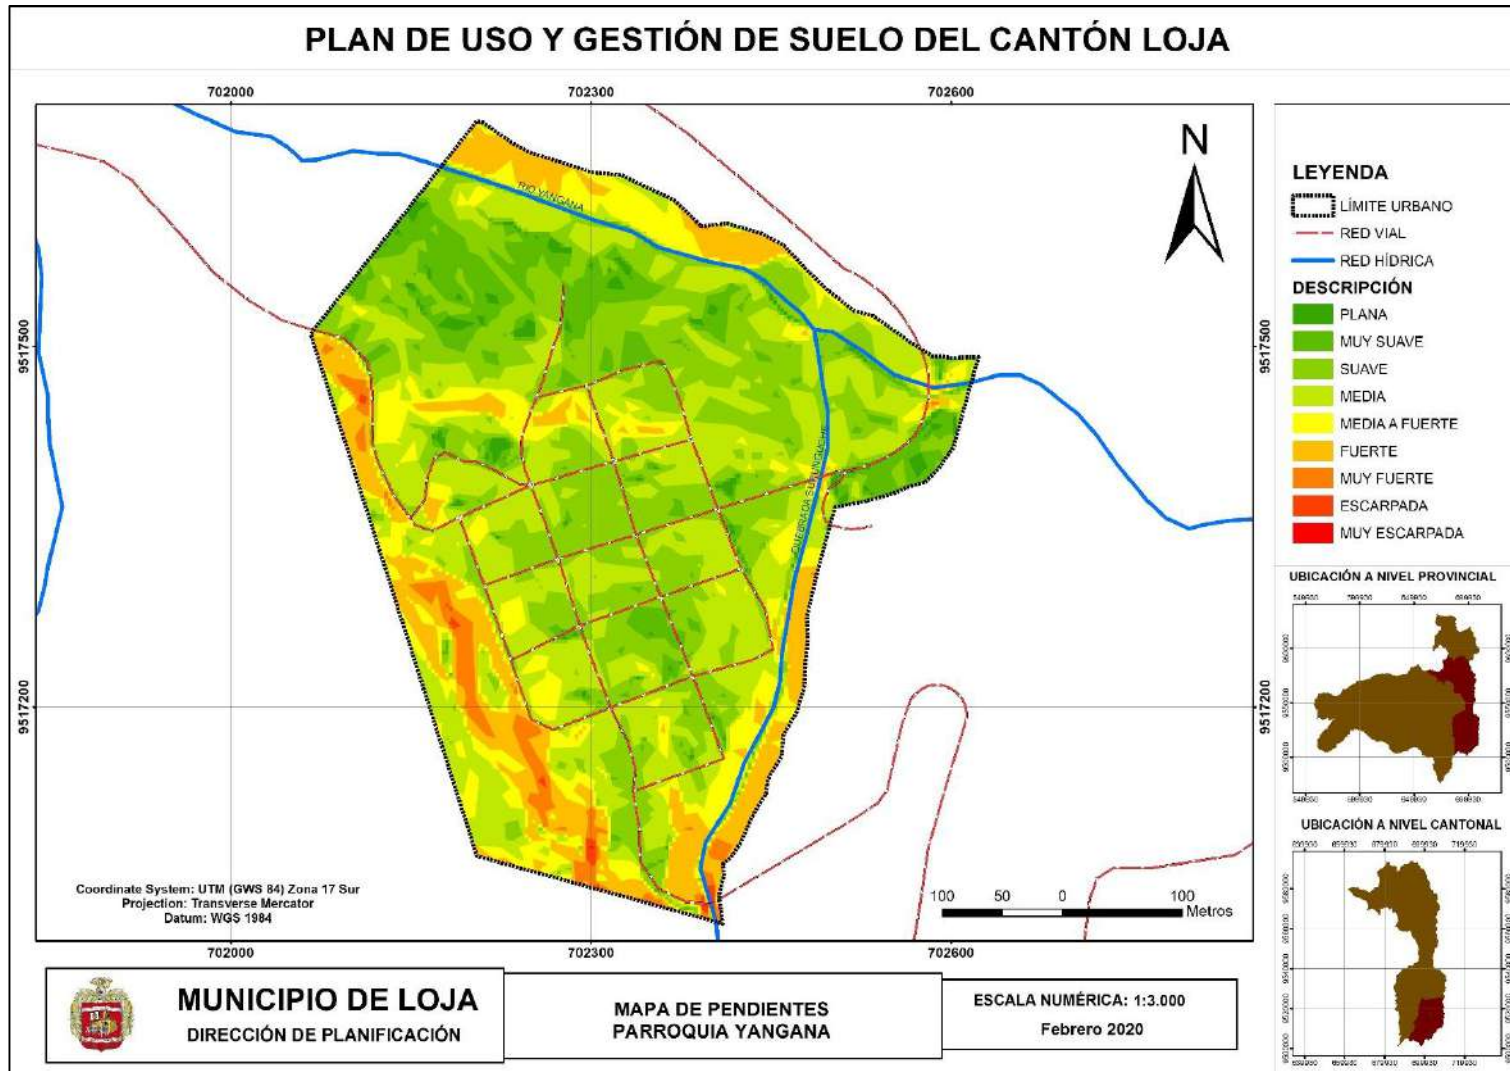 PLAN DE USO Y GESTIÓN DE SUELO DEL CANTÓN LOJA
702000 702300 702600
9517500
9517200
9517500
9517200
RIO YANGANA
N
LEYENDA
LÍMITE URBANO
RED VIAL
RED HÍDRICA
DESCRIPCIÓN
PLANA
MUY SUAVE
SUAVE
MEDIA
MEDIA A FUERTE
FUERTE
MUY FUERTE
ESCARPADA
MUY ESCARPADA
UBICACIÓN A NIVEL PROVINCIAL
UBICACIÓN A NIVEL CANTONAL
QUEBRADA
Coordinate System: UTM (GWS 84) Zona 17 Sur
Projection: Transverse Mercator
Datum: WGS 1984
100 50 0 100
Metros
702000 702300 702600
MUNICIPIO DE LOJA
DIRECCIÓN DE PLANIFICACIÓN
MAPA DE PENDIENTES
PARROQUIA YANGANA
ESCALA NUMÉRICA: 1:3.000
Febrero 2020